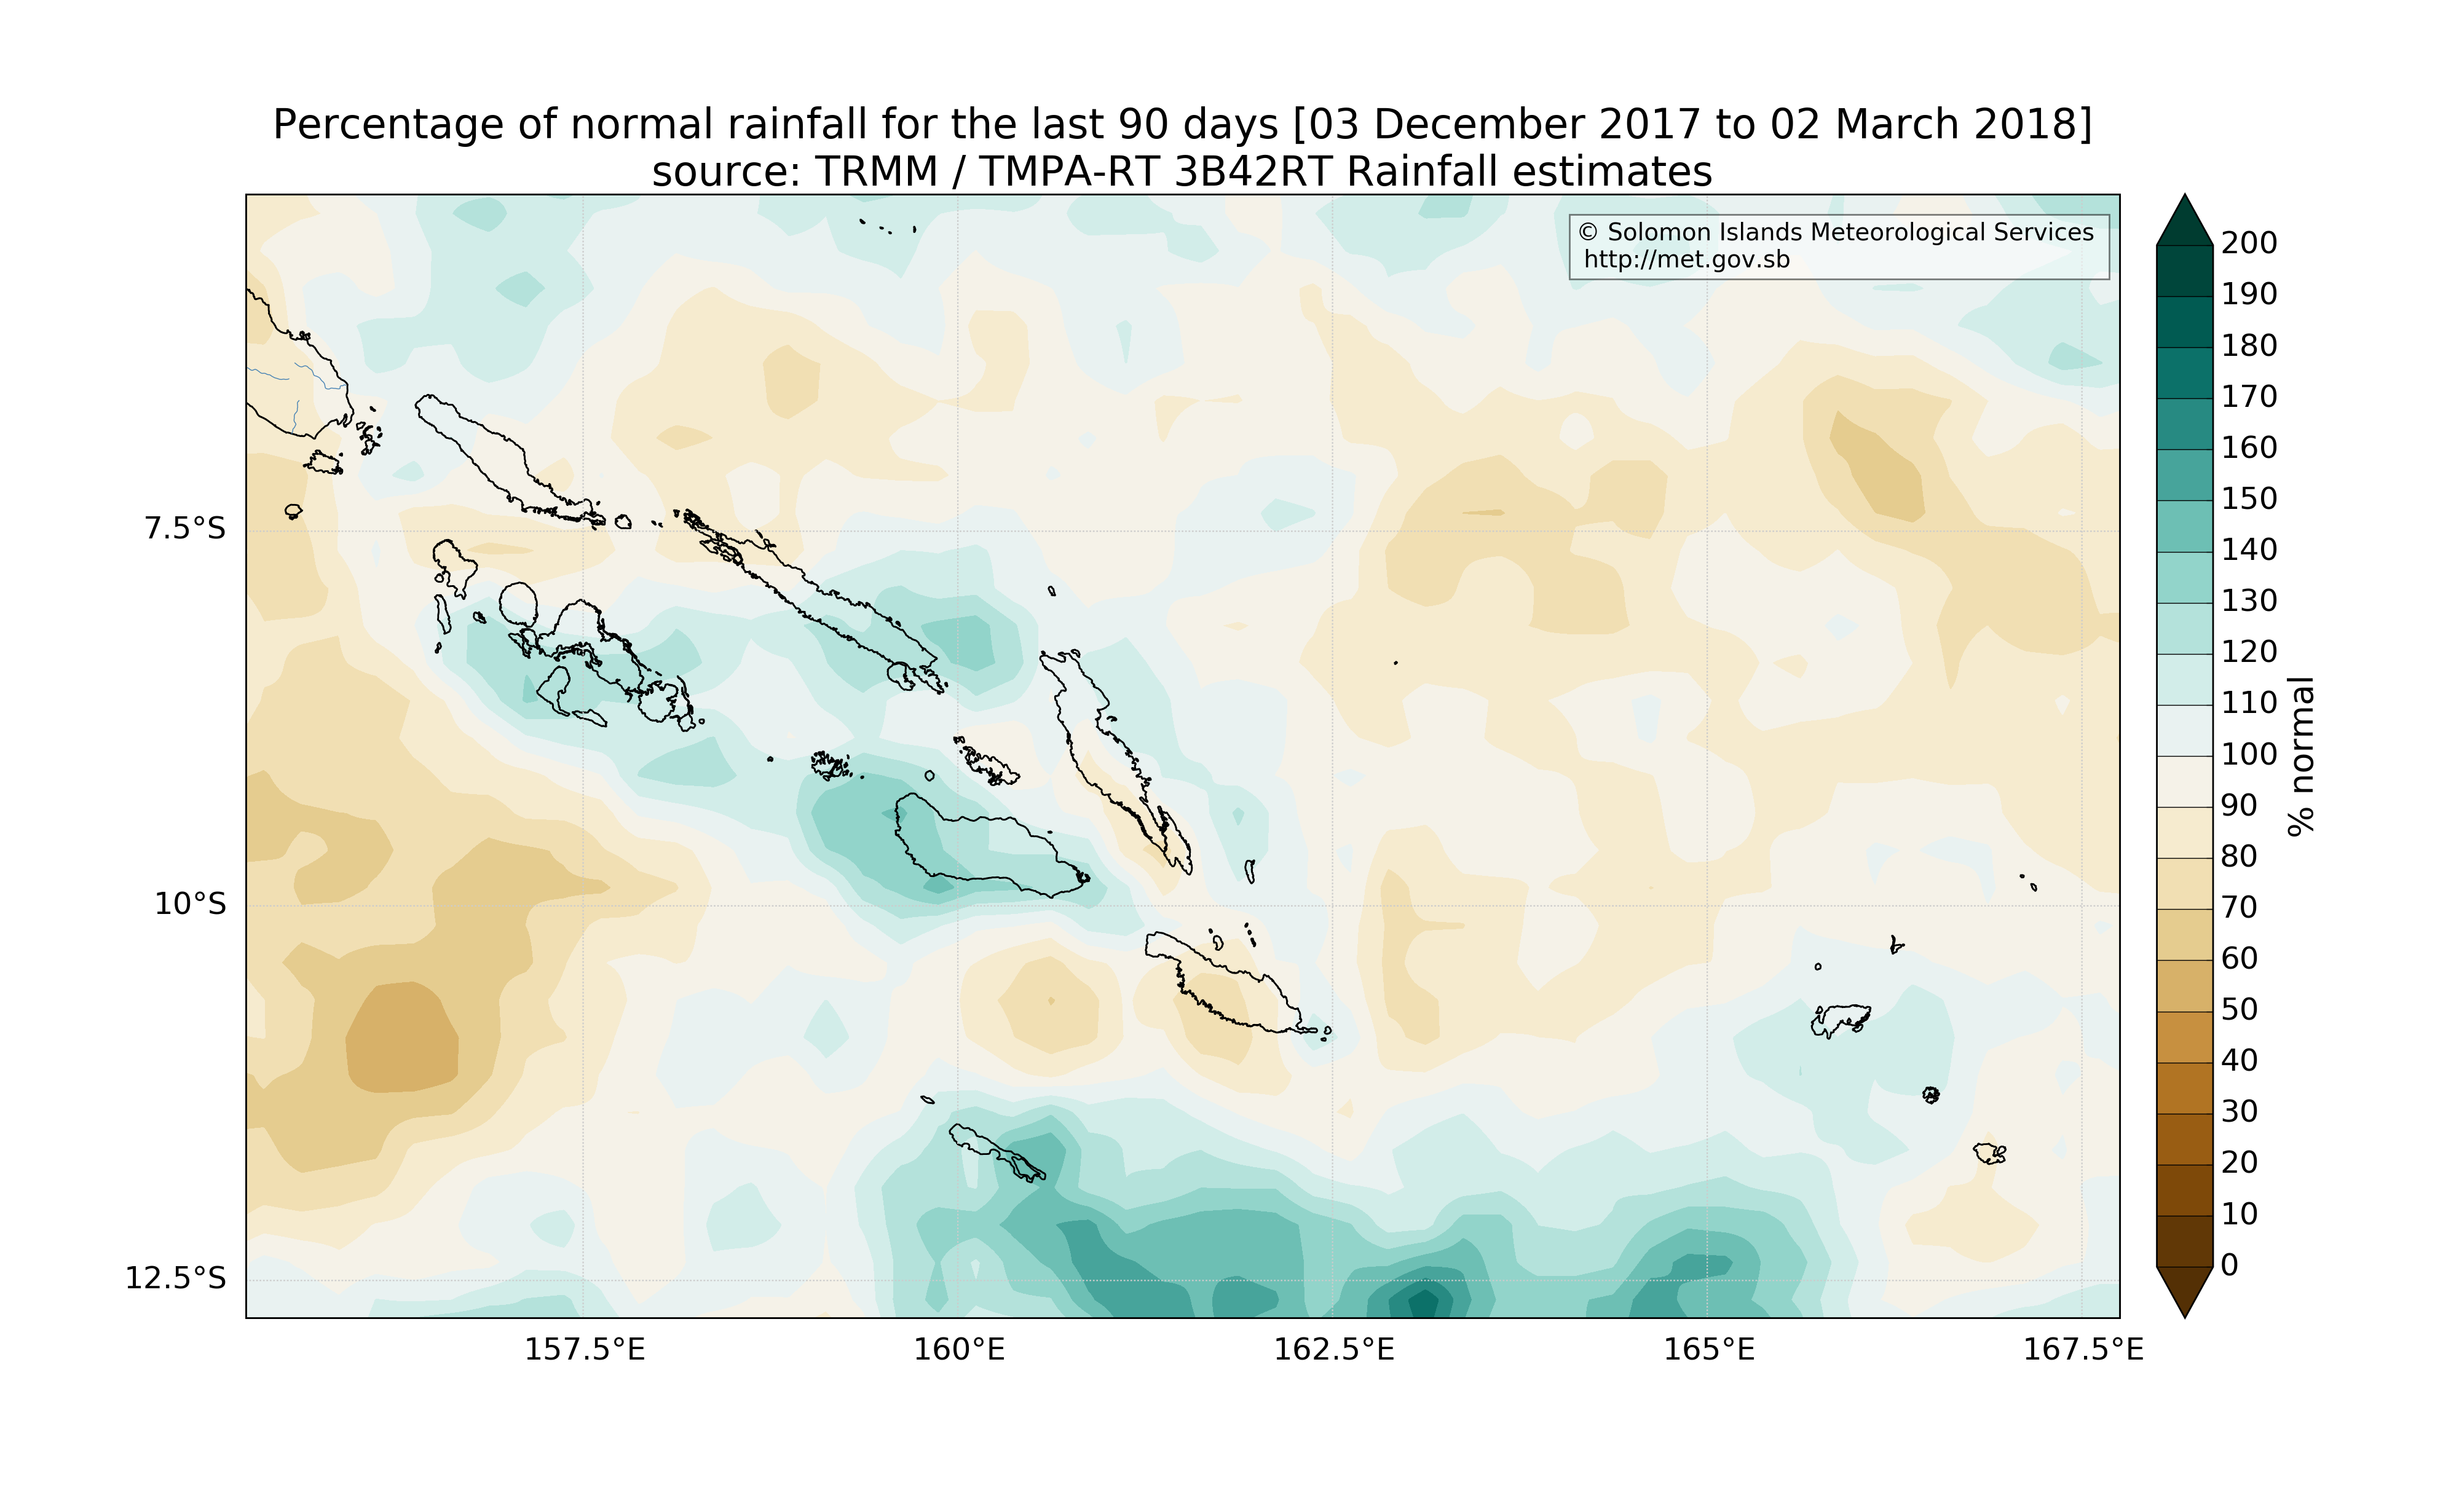 Percentage of normal rainfall for the last 90 days [03 December 2017 to 02 March 2018]
source: TRMM / TMPA-RT 3B42RT Rainfall estimates
© Solomon Islands Meteorological Services
http://met.gov.sb
7.5°S
10°S
12.5°S
157.5°E
160°E
162.5°E
165°E
167.5°E
200
190
180
170
160
150
140
130
120
110
100
90
80
70
60
50
40
30
20
10
0
% normal